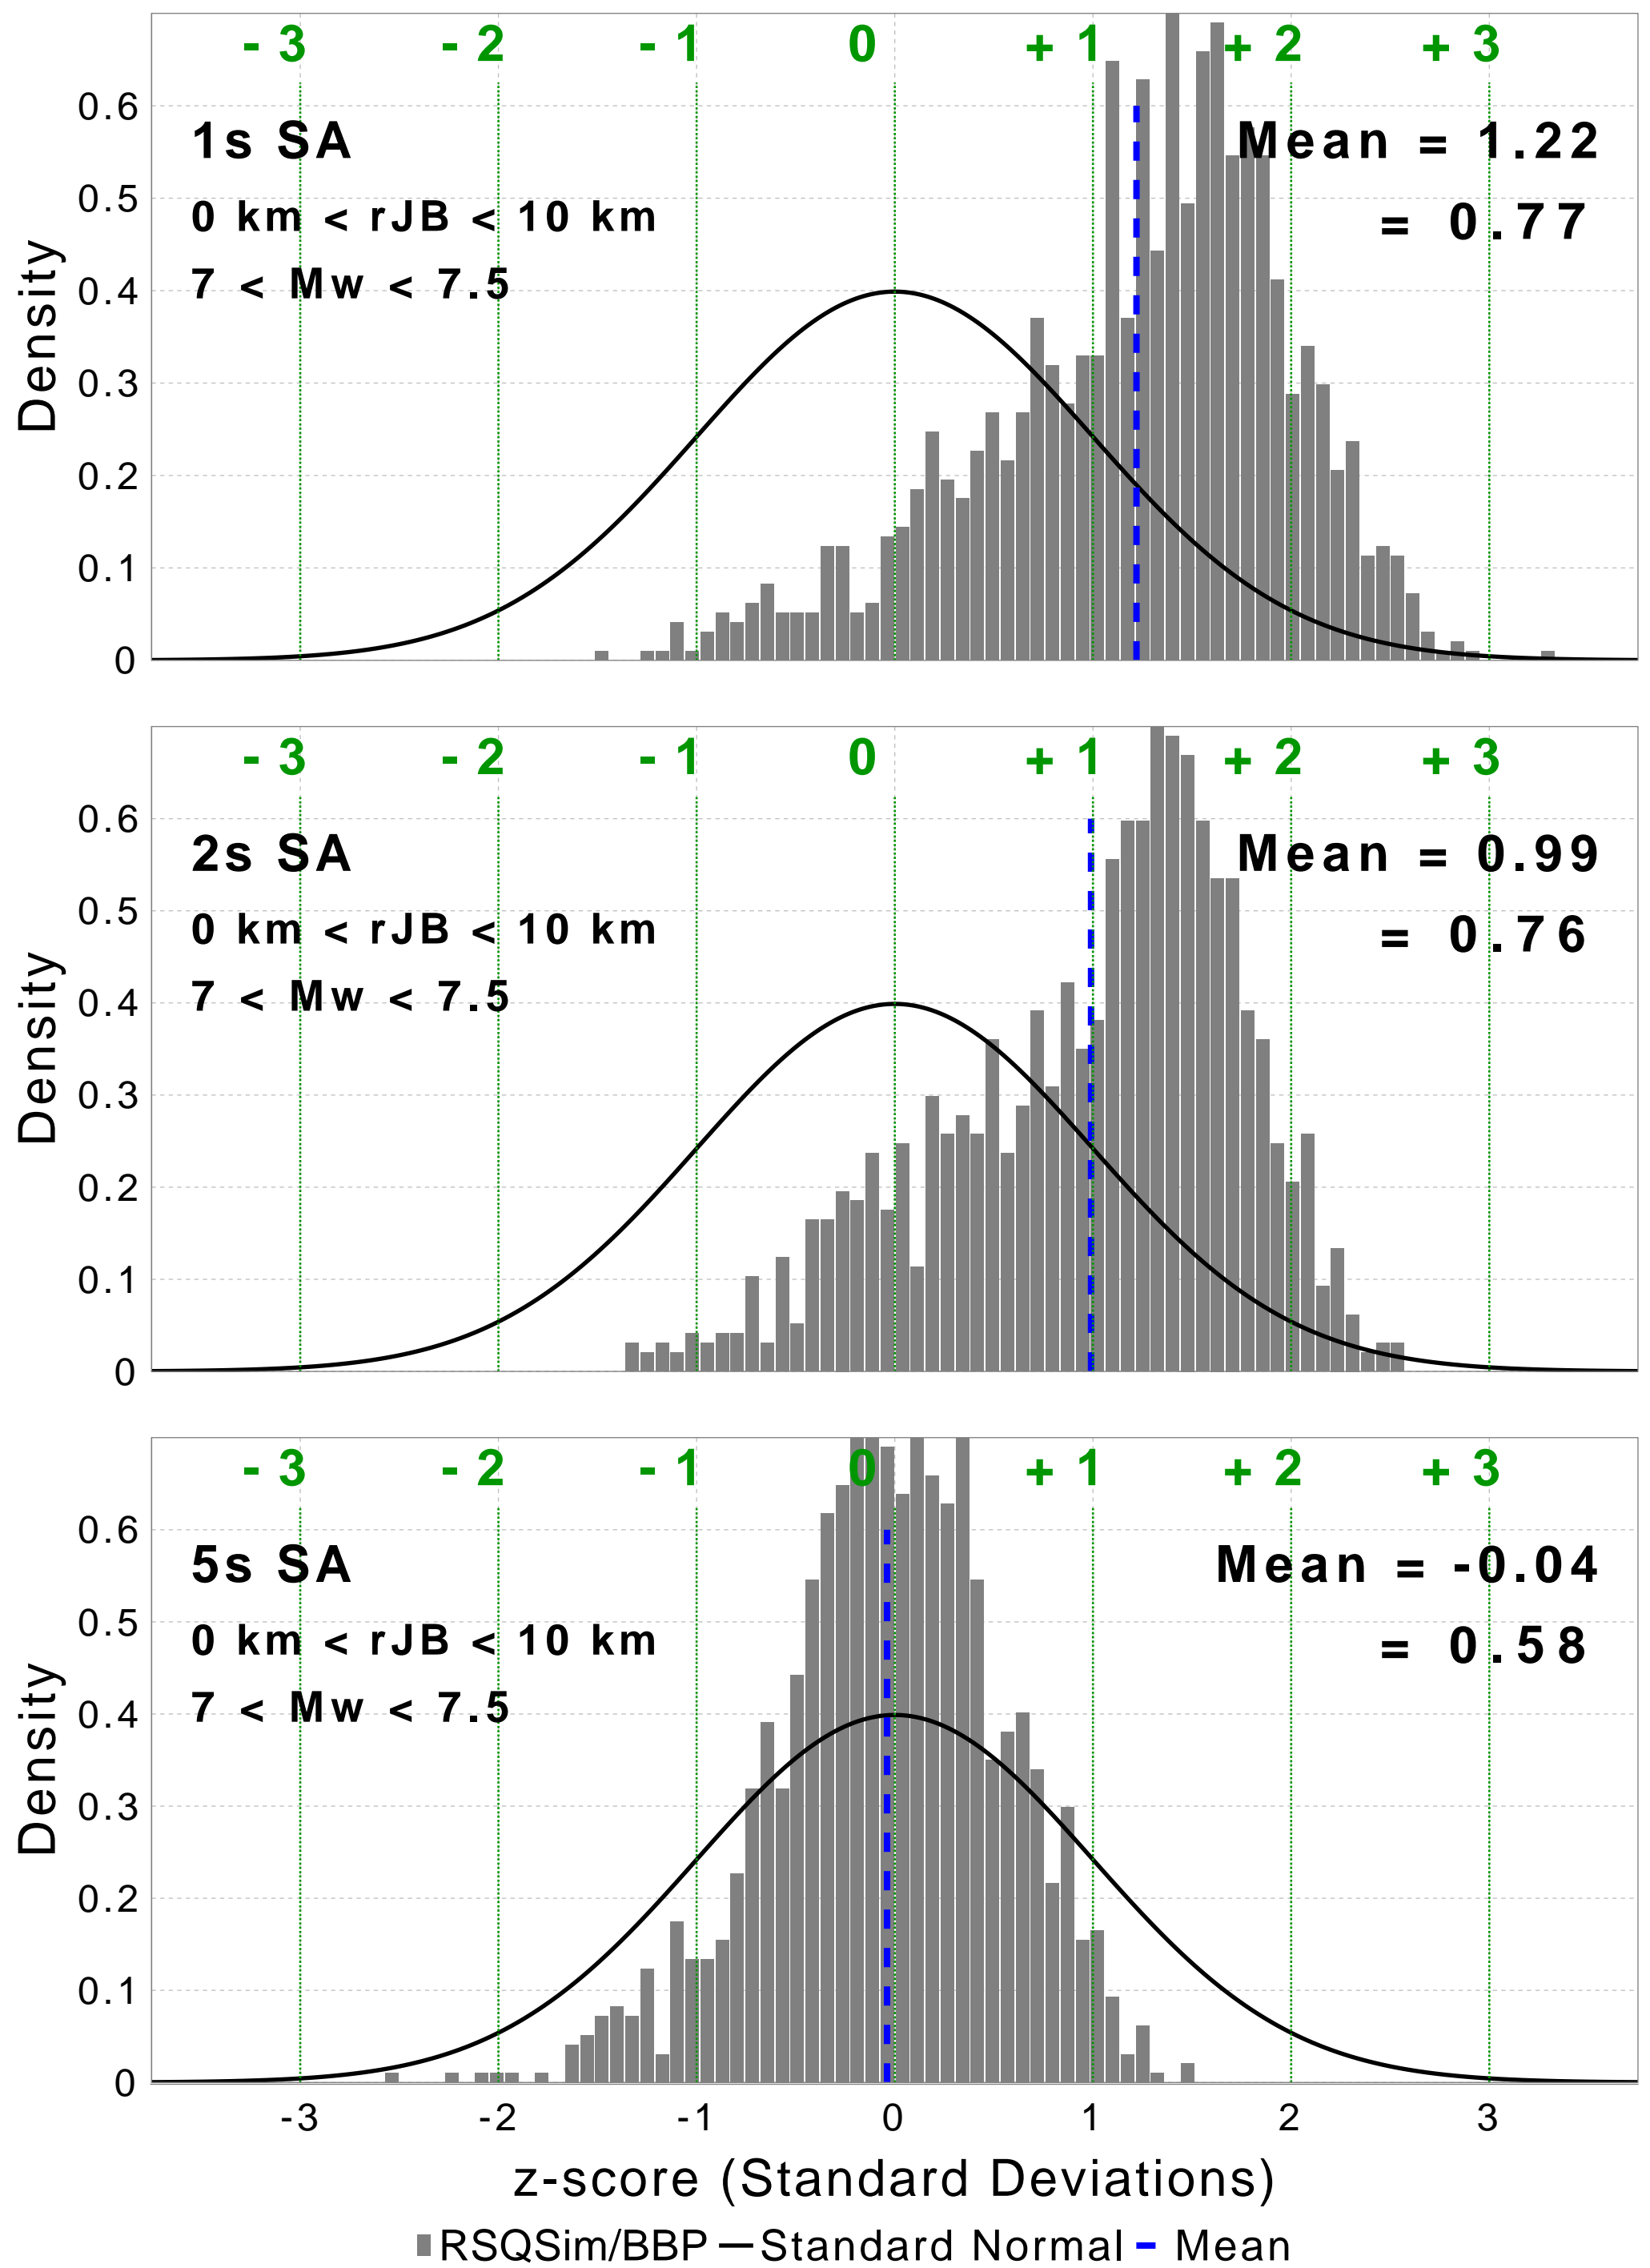 - 3 - 2 - 1 0 + 1 + 2 + 3
0.6
0.5
0.4
0.3
0.2
0.1
0
Density
1s SA
0 km < rJB < 10 km
7 < Mw < 7.5
Mean = 1.22
= 0.77
- 3 - 2 - 1 0 + 1 + 2 + 3
0.6
0.5
0.4
0.3
0.2
0.1
0
Density
2s SA
0 km < rJB < 10 km
7 < Mw < 7.5
Mean = 0.99
= 0.76
- 3 - 2 - 1 0 + 1 + 2 + 3
0.6
0.5
0.4
0.3
0.2
0.1
0
Density
5s SA
0 km < rJB < 10 km
7 < Mw < 7.5
Mean = -0.04
= 0.58
-3 -2 -1 0 1 2 3
z-score (Standard Deviations)
RSQSim/BBP Standard Normal Mean